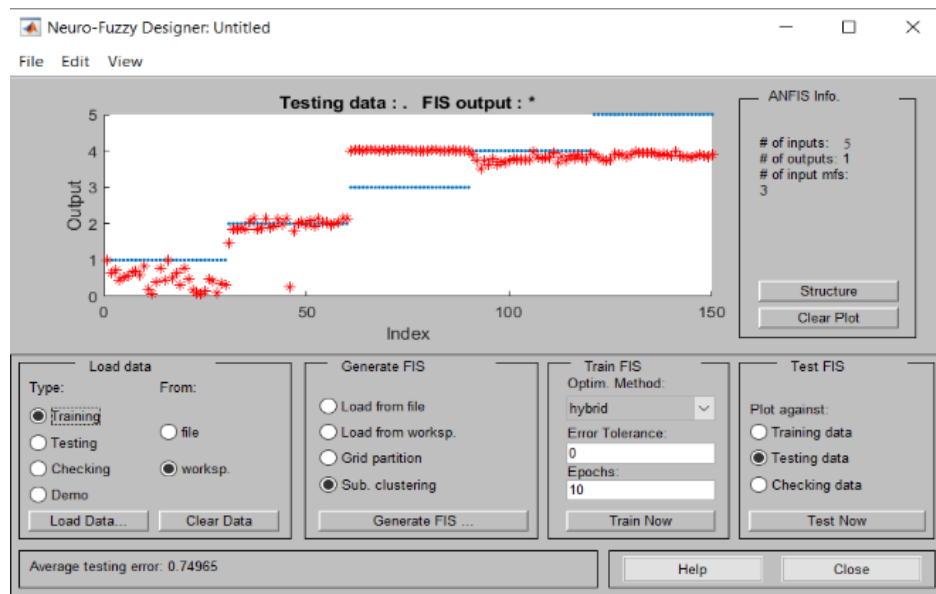 Neuro-Fuzzy Designer: Untitled
File Edit View
Testing data : . FIS output : *
5
4
3
2
1
0
Output
0 50 100 150
Index
ANFIS Info.
# of inputs: 5
# of outputs: 1
# of input mfs:
3
Structure
Clear Plot
Load data
Type: From:
Training
Testing
Checking
Demo
file
worksp.
Load Data... Clear Data
Generate FIS
Load from file
Load from worksp.
Grid partition
Sub. clustering
Generate FIS ...
Train FIS
Optim. Method:
hybrid
Error Tolerance:
0
Epochs:
10
Train Now
Test FIS
Plot against:
Training data
Testing data
Checking data
Test Now
Average testing error: 0.74965
Help Close